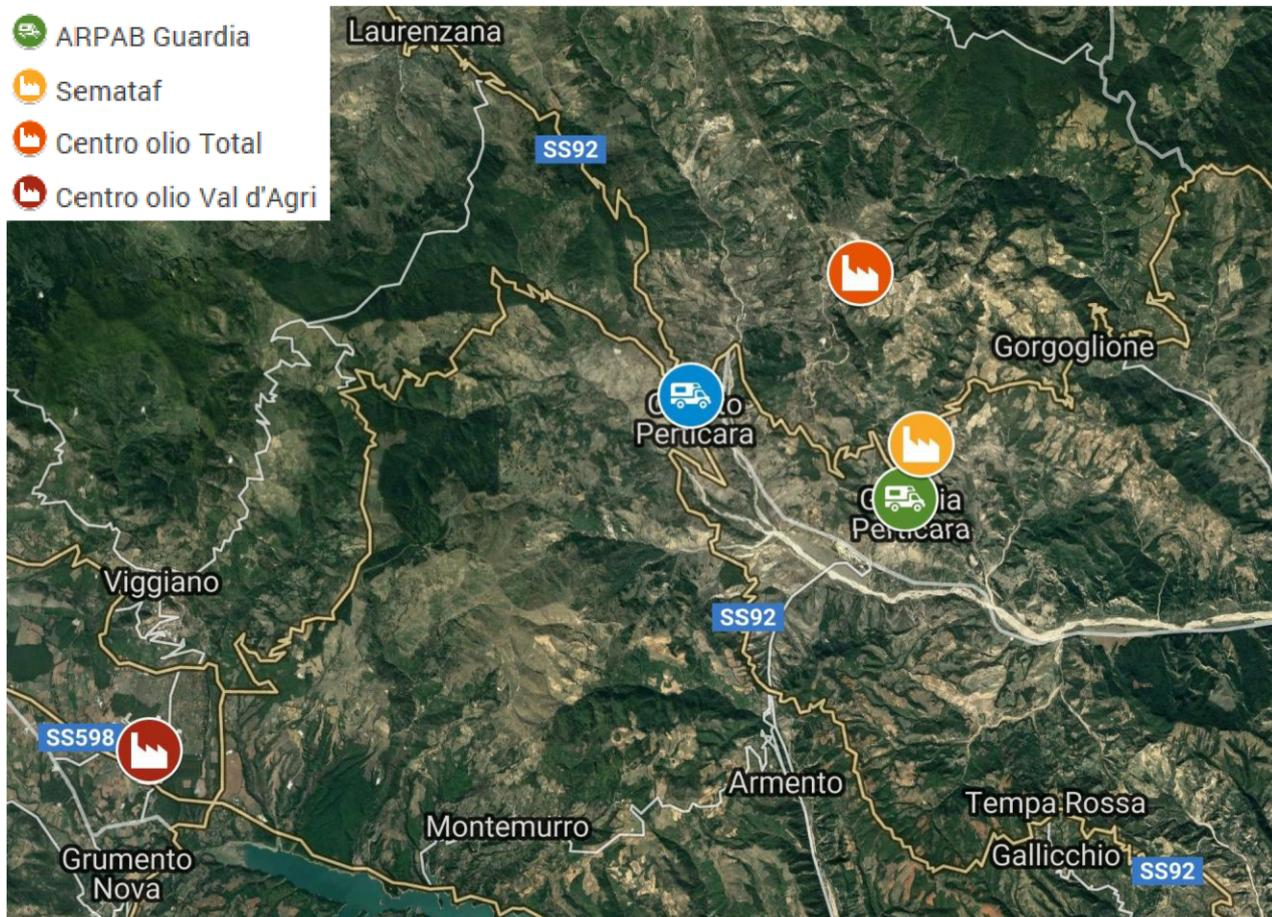 ARPAB Guardia
Semataf
Centro olio Total
Centro olio Val d'Agri
Laurenzana
SS92
Gorgoglione
Perticara
Perticara
Viggiano
SS92
SS598
Armento
Tempa Rossa
Montemurro
Gallicchio
SS92
Grumento
Nova